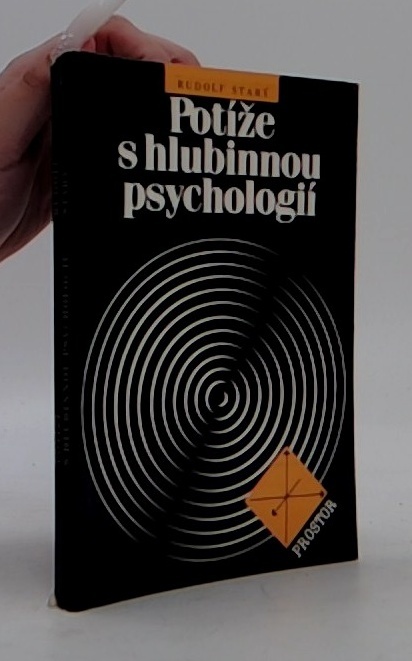 RUDOLF STARÝ
Potíže
s hlubinnou
psychologií
PROSTOR